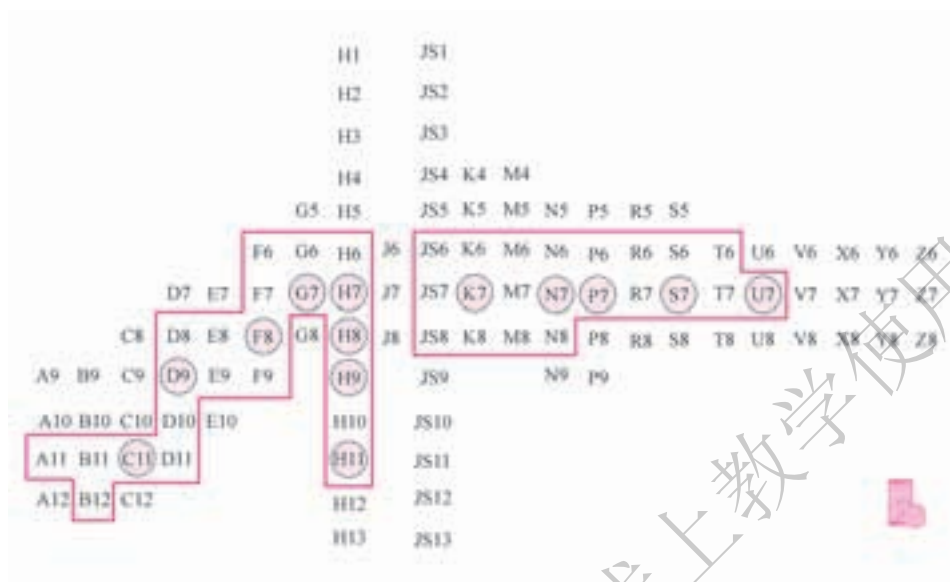 H1 JS1
H2 JS2
H3 JS3
H4 JS4 K4 M4
G5 H5 JS5 K5 M5 N5 P5 R5 S5
F6 G6 H6 J6 JS6 K6 M6 N6 P6 R6 S6 T6 U6 V6 X6 Y6 Z6
D7 E7 F7 G7 H7 J7 JS7 K7 M7 N7 P7 R7 S7 T7 U7 V7 X7 Y7 Z7
C8 D8 E8 F8 G8 H8 J8 JS8 K8 M8 N8 P8 R8 S8 T8 U8 V8 X8 Y8 Z8
A9 B9 C9 D9 E9 F9 H9 JS9 N9 P9
A10 B10 C10 D10 E10 H10 JS10
A11 B11 C11 D11 H11 JS11
A12 B12 C12 H12 JS12
H13 JS13
上教学使用